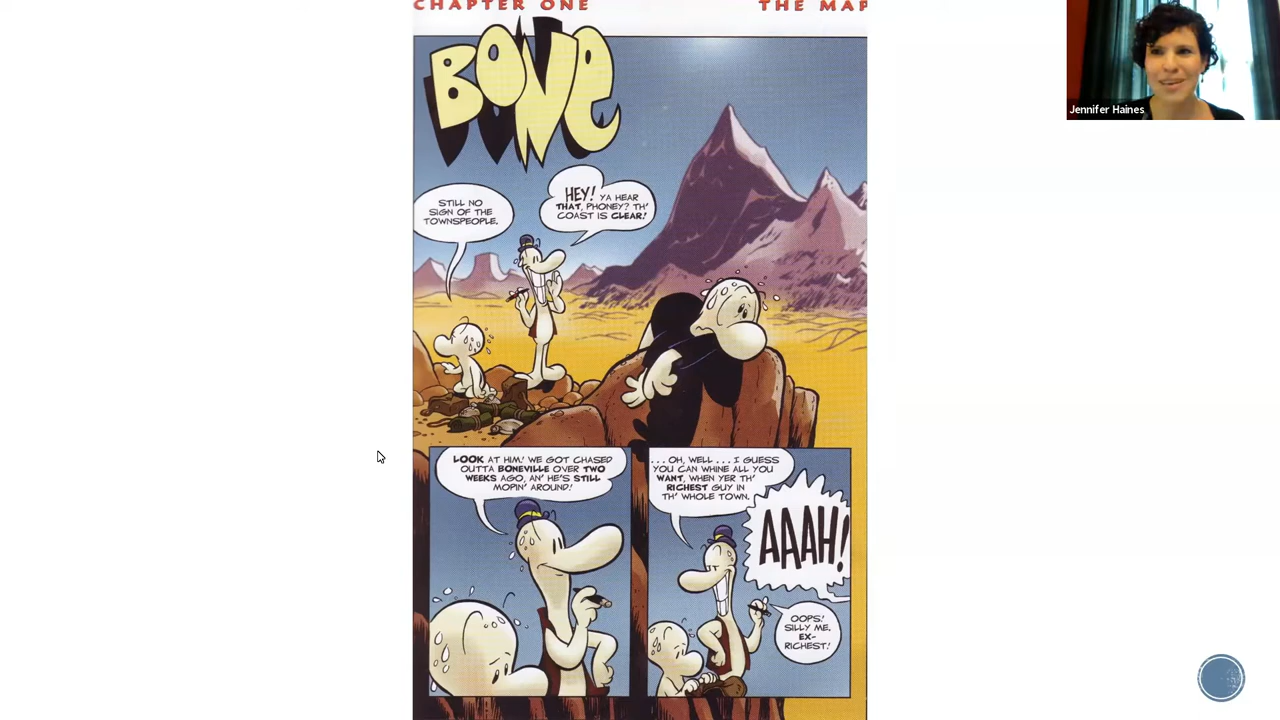 CHAPTER ONE
THE MAP
BONE
STILL NO
SIGN OF THE
TOWNSPEOPLE.
HEY! YA HEAR
THAT, PHONEY? TH'
COAST IS CLEAR!
LOOK AT HIM! WE GOT CHASED
OUTTA BONEVILLE OVER TWO
WEEKS AGO, AN' HE'S STILL
MOPIN' AROUND!
. . . OH, WELL . . . I GUESS
YOU CAN WHINE ALL YOU
WANT, WHEN YER TH'
RICHEST GUY IN
TH' WHOLE TOWN.
AAAH!
OOPS!
SILLY ME.
EX-
RICHEST!
Jennifer Haines